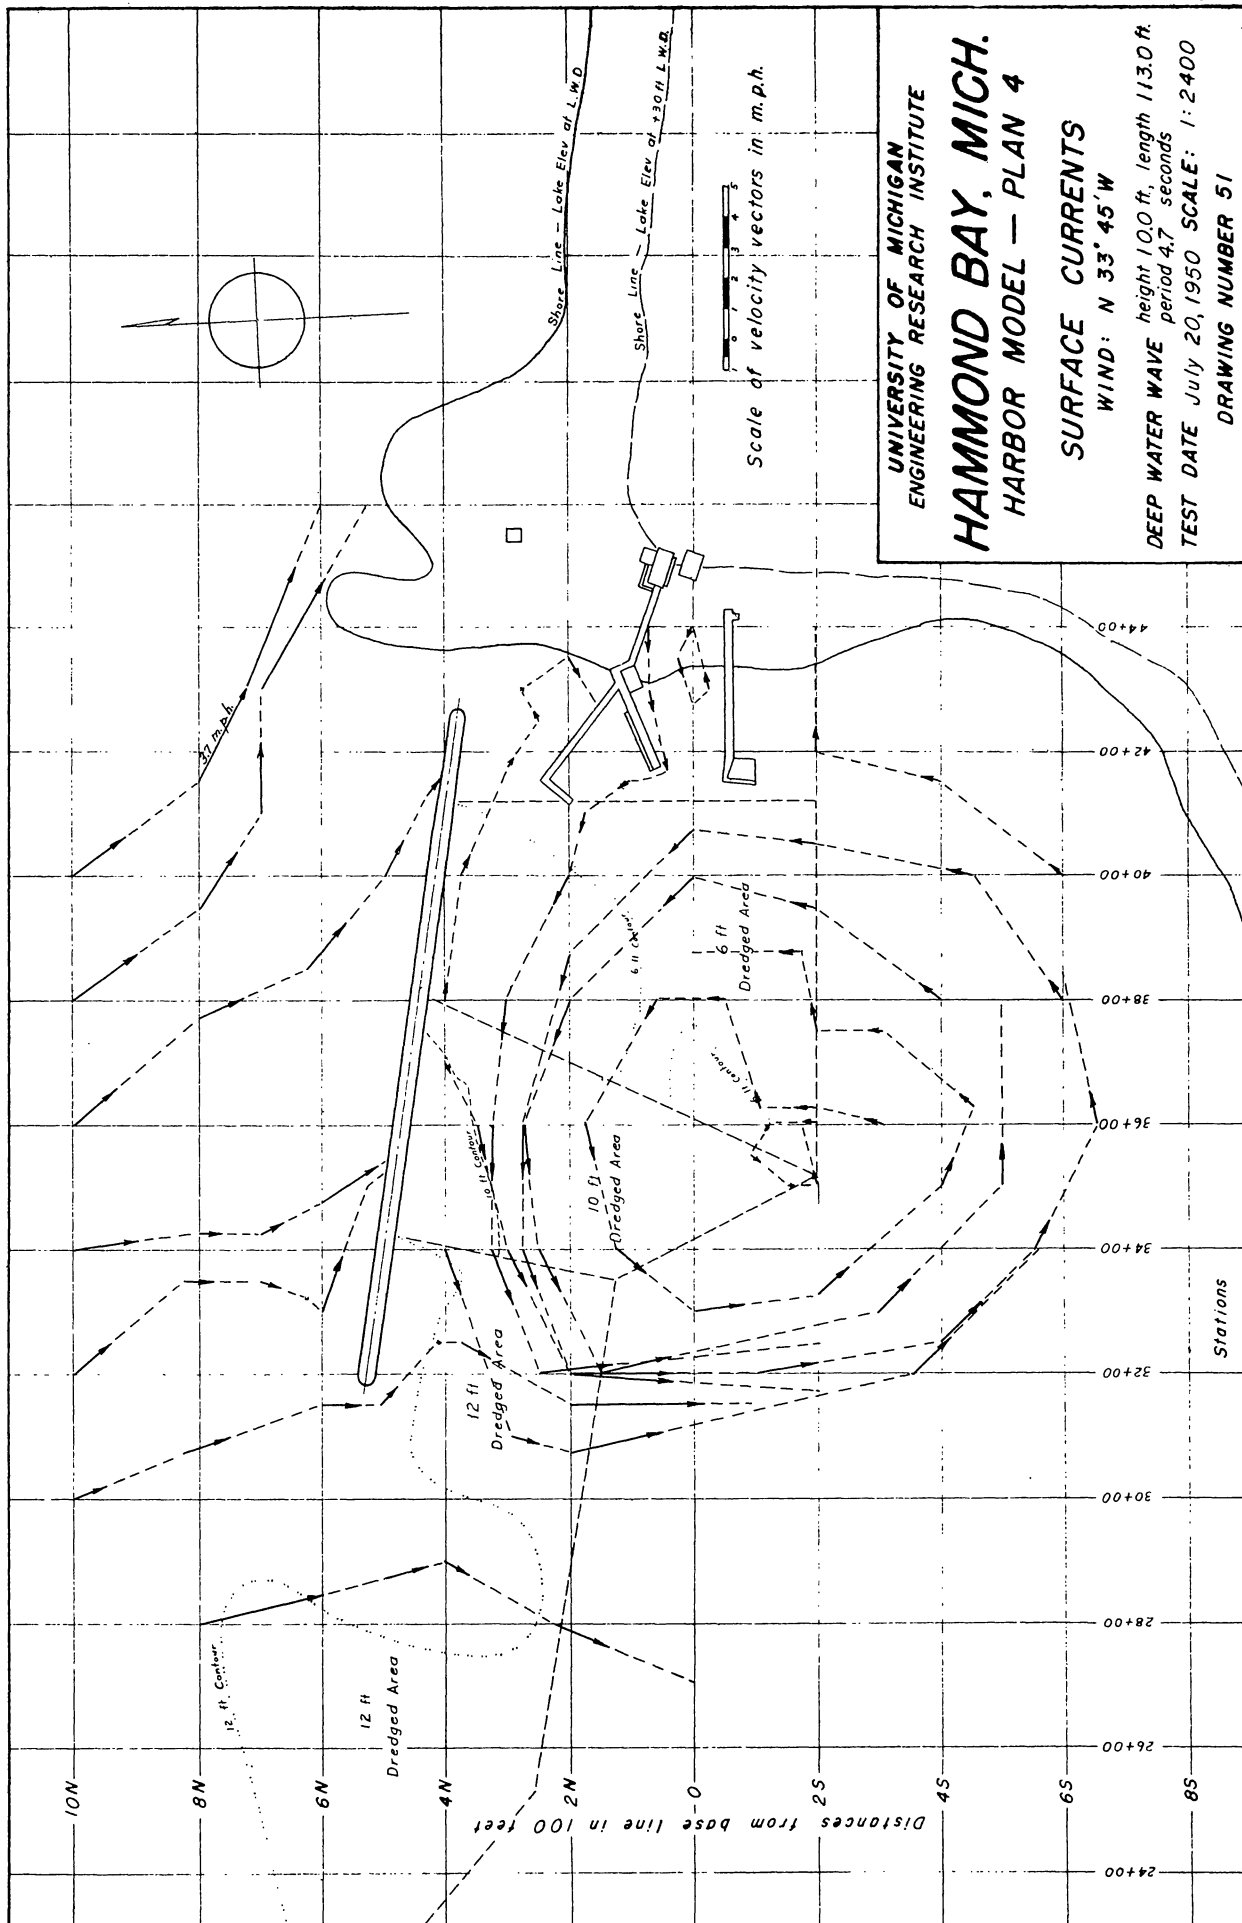 UNIVERSITY OF MICHIGAN
ENGINEERING RESEARCH INSTITUTE
HAMMOND BAY, MICH.
HARBOR MODEL — PLAN 4
SURFACE CURRENTS
WIND: N 33° 45' W
DEEP WATER WAVE height 10.0 ft., length 113.0 ft.
period 4.7 seconds
TEST DATE July 20, 1950 SCALE: 1:2400
DRAWING NUMBER 51
Shore Line — Lake Elev at L.W.D
Shore Line — Lake Elev at +3.0 ft L.W.D.
1 0 1 2 3 4 5
Scale of velocity vectors in m.p.h.
3.7 m.p.h.
6 ft
Dredged Area
10 ft Contour
10 ft
Dredged Area
12 ft
Dredged Area
12 ft Contour
12 ft
Dredged Area
10N
8N
6N
4N
2N
0
2S
4S
6S
8S
Distances from base line in 100 feet
24+00
26+00
28+00
30+00
32+00
34+00
36+00
38+00
40+00
42+00
44+00
Stations